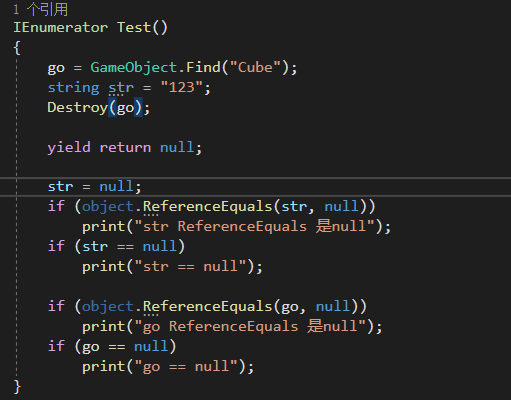 1 个引用
IEnumerator Test()
{
go = GameObject.Find("Cube");
string str = "123";
Destroy(go);
yield return null;
str = null;
if (object.ReferenceEquals(str, null))
print("str ReferenceEquals 是null");
if (str == null)
print("str == null");
if (object.ReferenceEquals(go, null))
print("go ReferenceEquals 是null");
if (go == null)
print("go == null");
}